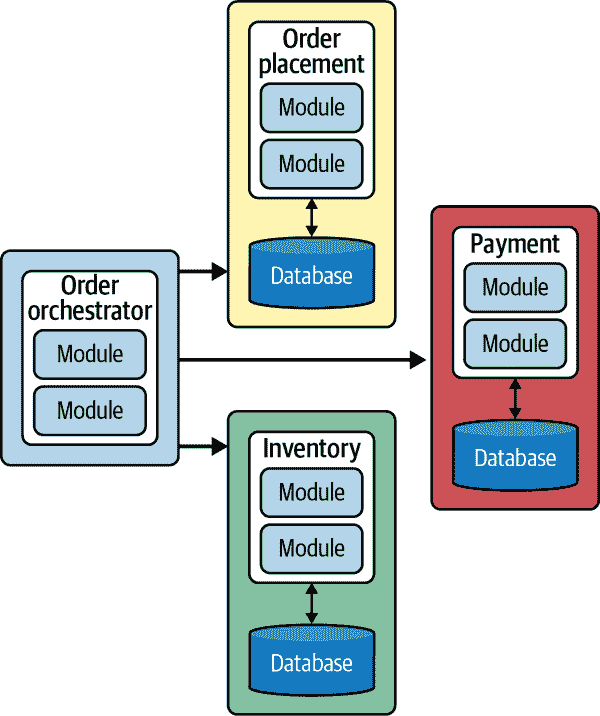 Order
placement
Module
Module
Database
Order
orchestrator
Module
Module
Payment
Module
Module
Database
Inventory
Module
Module
Database